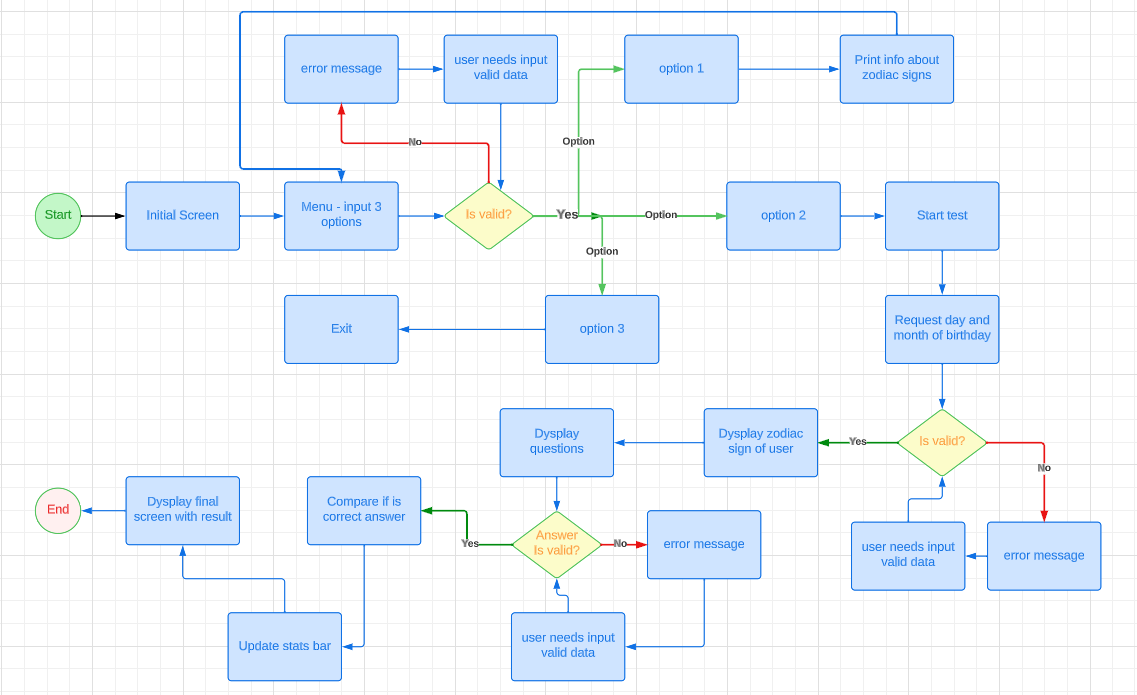 error message
user needs input
valid data
option 1
Print info about
zodiac signs
No
Option
Start
Initial Screen
Menu - input 3
options
Is valid?
Yes
Option
option 2
Start test
Option
Exit
option 3
Request day and
month of birthday
Dysplay
questions
Dysplay zodiac
sign of user
Yes
Is valid?
No
End
Dysplay final
screen with result
Compare if is
correct answer
Yes
Answer
Is valid?
No
error message
user needs input
valid data
error message
Update stats bar
user needs input
valid data